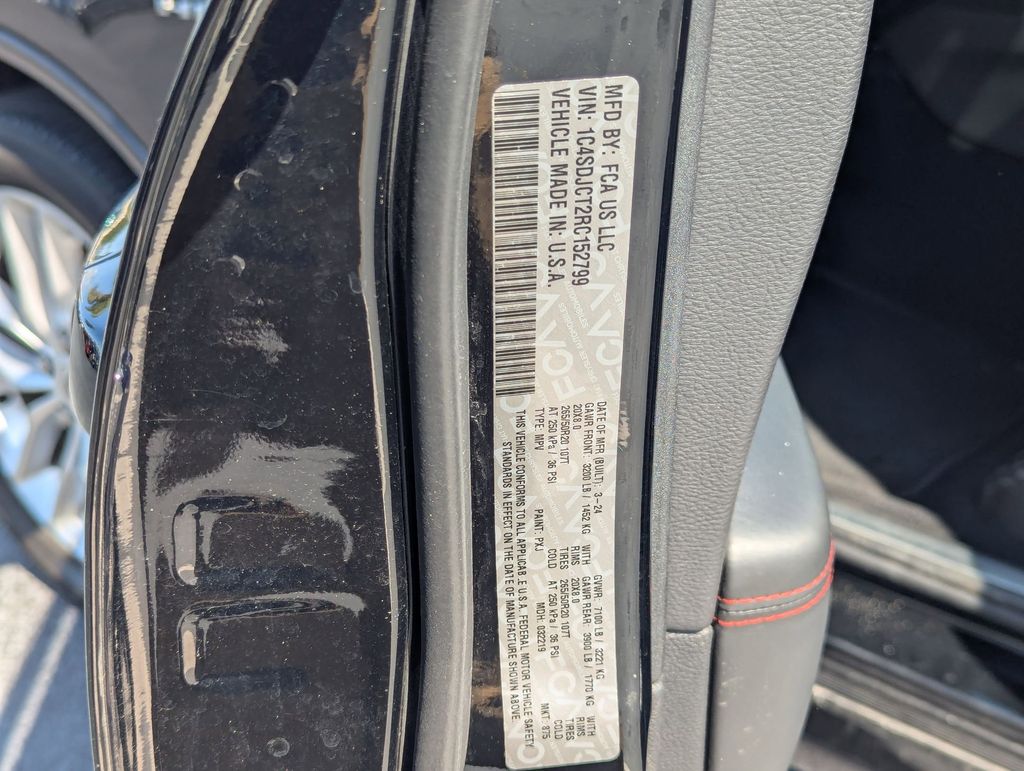 MFD BY: FCA US LLC
VIN: 1C4SDJCT2RC152799
VEHICLE MADE IN: U.S.A.
DATE OF MFR (BUILT): 3-24 GVWR: 7100 LB / 3221 KG
GAWR FRONT: 3200 LB / 1452 KG WITH GAWR REAR: 3900 LB / 1770 KG WITH
20X8.0 RIMS 20X8.0 RIMS
265/50R20 107T TIRES 265/50R20 107T TIRES
AT 250 kPa / 36 PSI COLD AT 250 kPa / 36 PSI COLD
TYPE: MPV PAINT: PXJ MDH: 032219 MKT: 875
THIS VEHICLE CONFORMS TO ALL APPLICAB.E U.S.A. FEDERAL MOTOR VEHICLE SAFETY
STANDARDS IN EFFECT ON THE DATE OF MANUFACTURE SHOWN ABOVE.